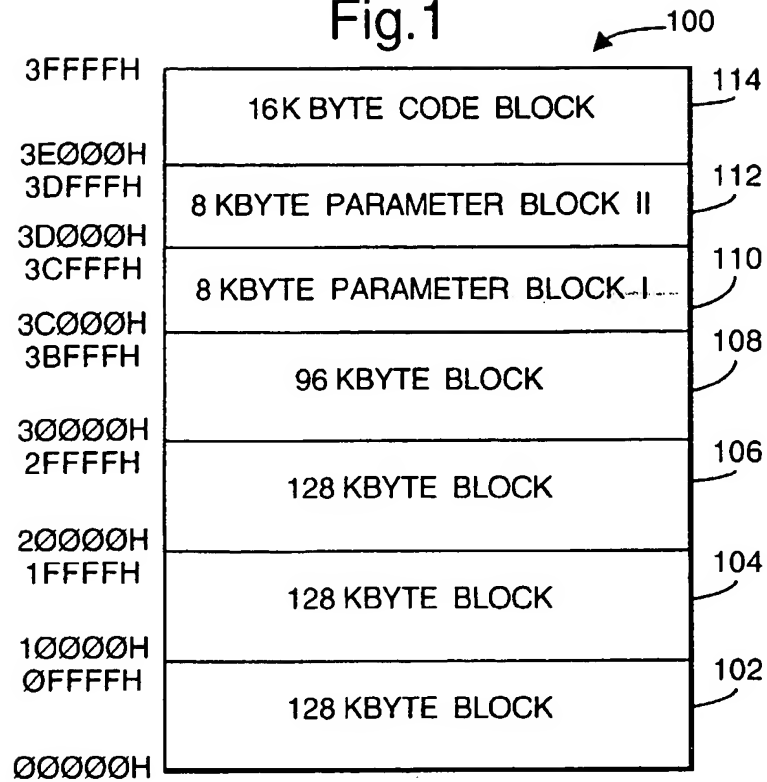 Fig.1
100
3FFFFH
16K BYTE CODE BLOCK
114
3EØØØH
3DFFFH
8 KBYTE PARAMETER BLOCK II
112
3DØØØH
3CFFFH
8 KBYTE PARAMETER BLOCK I
110
3CØØØH
3BFFFH
96 KBYTE BLOCK
108
3ØØØØH
2FFFFH
128 KBYTE BLOCK
106
2ØØØØH
1FFFFH
128 KBYTE BLOCK
104
1ØØØØH
ØFFFFH
128 KBYTE BLOCK
102
ØØØØØH